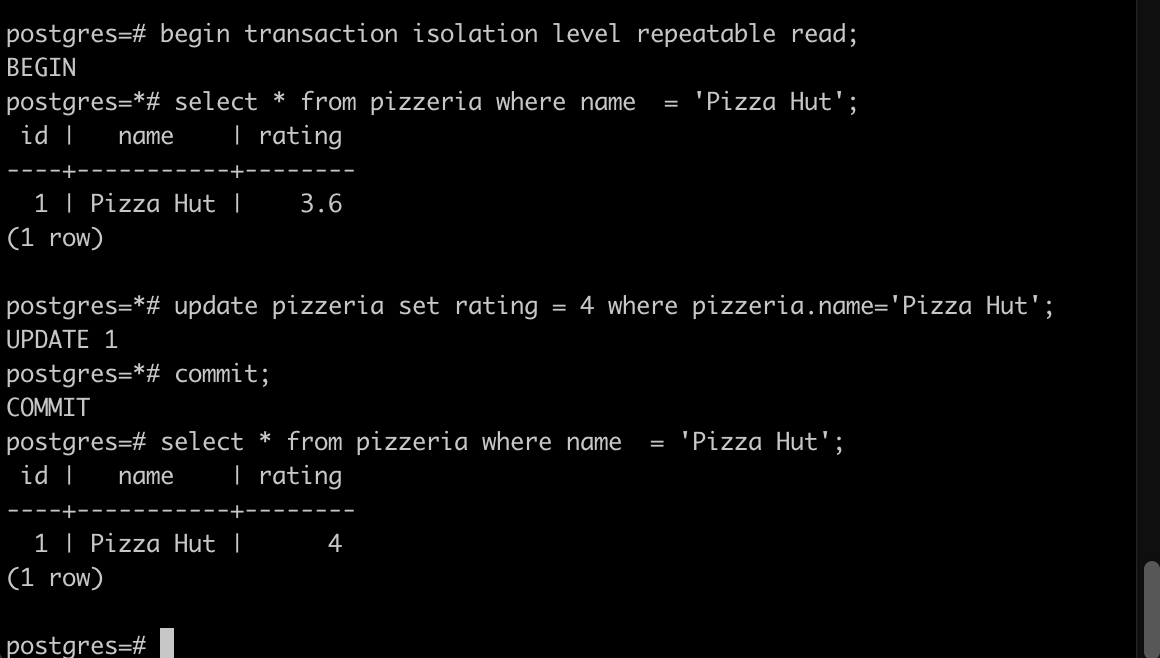 postgres=# begin transaction isolation level repeatable read;
BEGIN
postgres=*# select * from pizzeria where name  = 'Pizza Hut';
 id |   name    | rating
----+-----------+--------
  1 | Pizza Hut |    3.6
(1 row)

postgres=*# update pizzeria set rating = 4 where pizzeria.name='Pizza Hut';
UPDATE 1
postgres=*# commit;
COMMIT
postgres=# select * from pizzeria where name  = 'Pizza Hut';
 id |   name    | rating
----+-----------+--------
  1 | Pizza Hut |      4
(1 row)

postgres=#